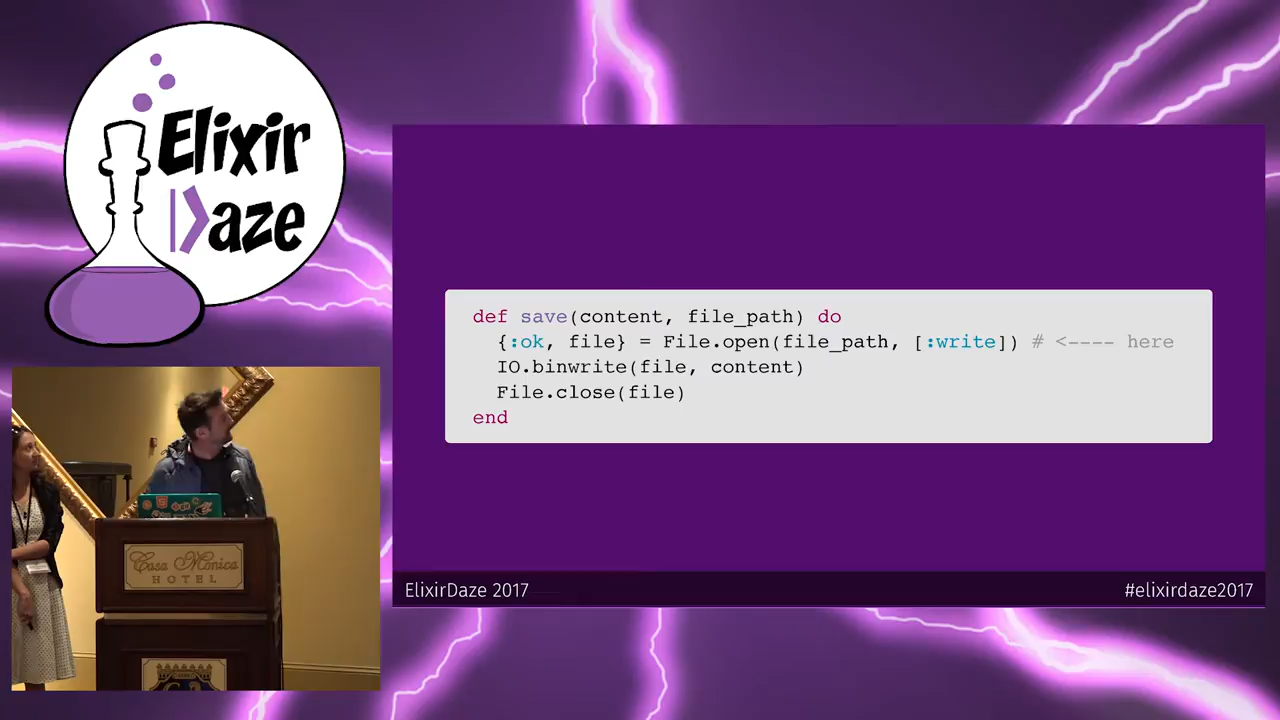 Elixir
Daze
def save(content, file_path) do
  {:ok, file} = File.open(file_path, [:write]) # <---- here
  IO.binwrite(file, content)
  File.close(file)
end
Casa Monica
HOTEL
ElixirDaze 2017
#elixirdaze2017